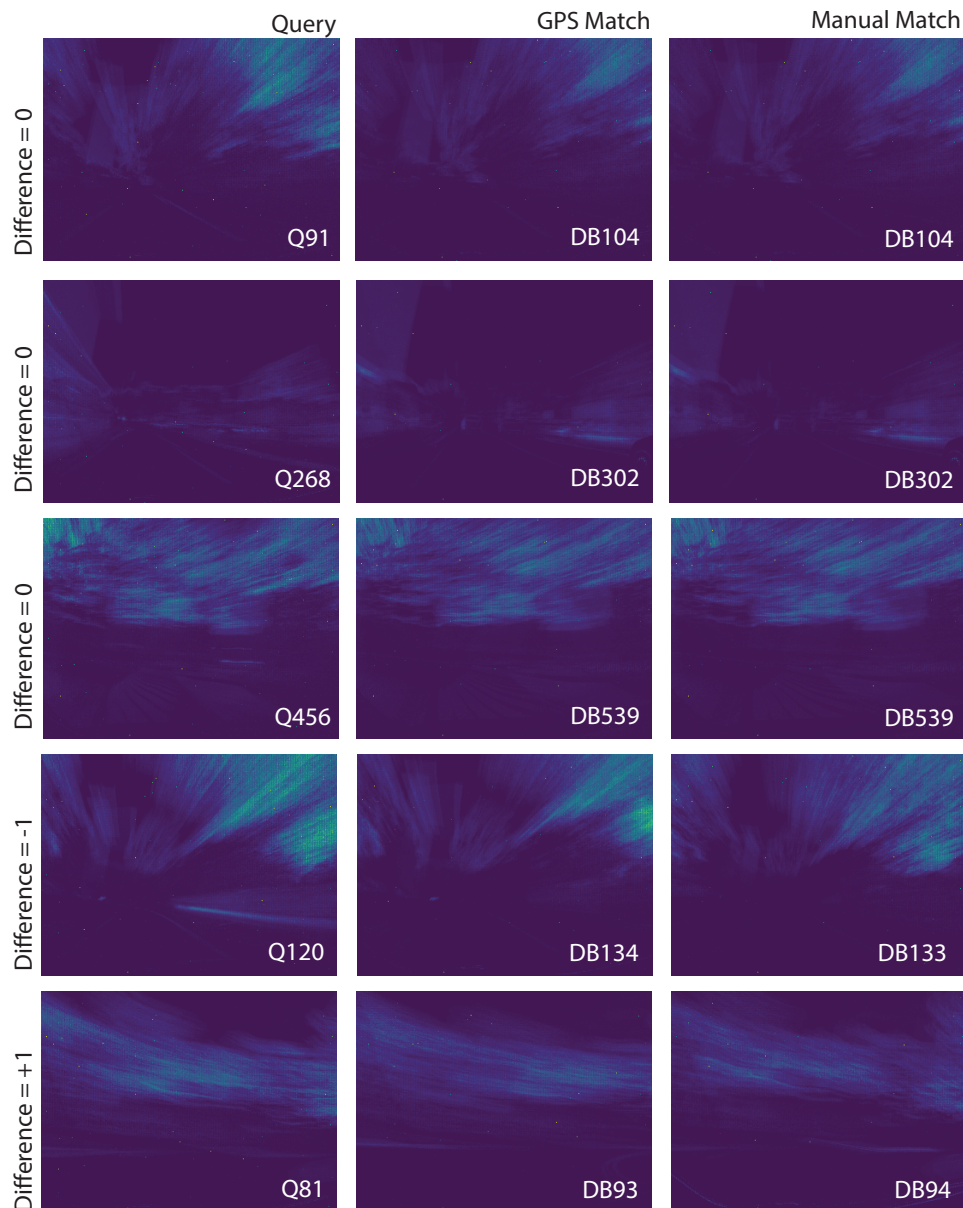 Query
GPS Match
Manual Match
Difference = 0
Q91
DB104
DB104
Difference = 0
Q268
DB302
DB302
Difference = 0
Q456
DB539
DB539
Difference = -1
Q120
DB134
DB133
Difference = +1
Q81
DB93
DB94